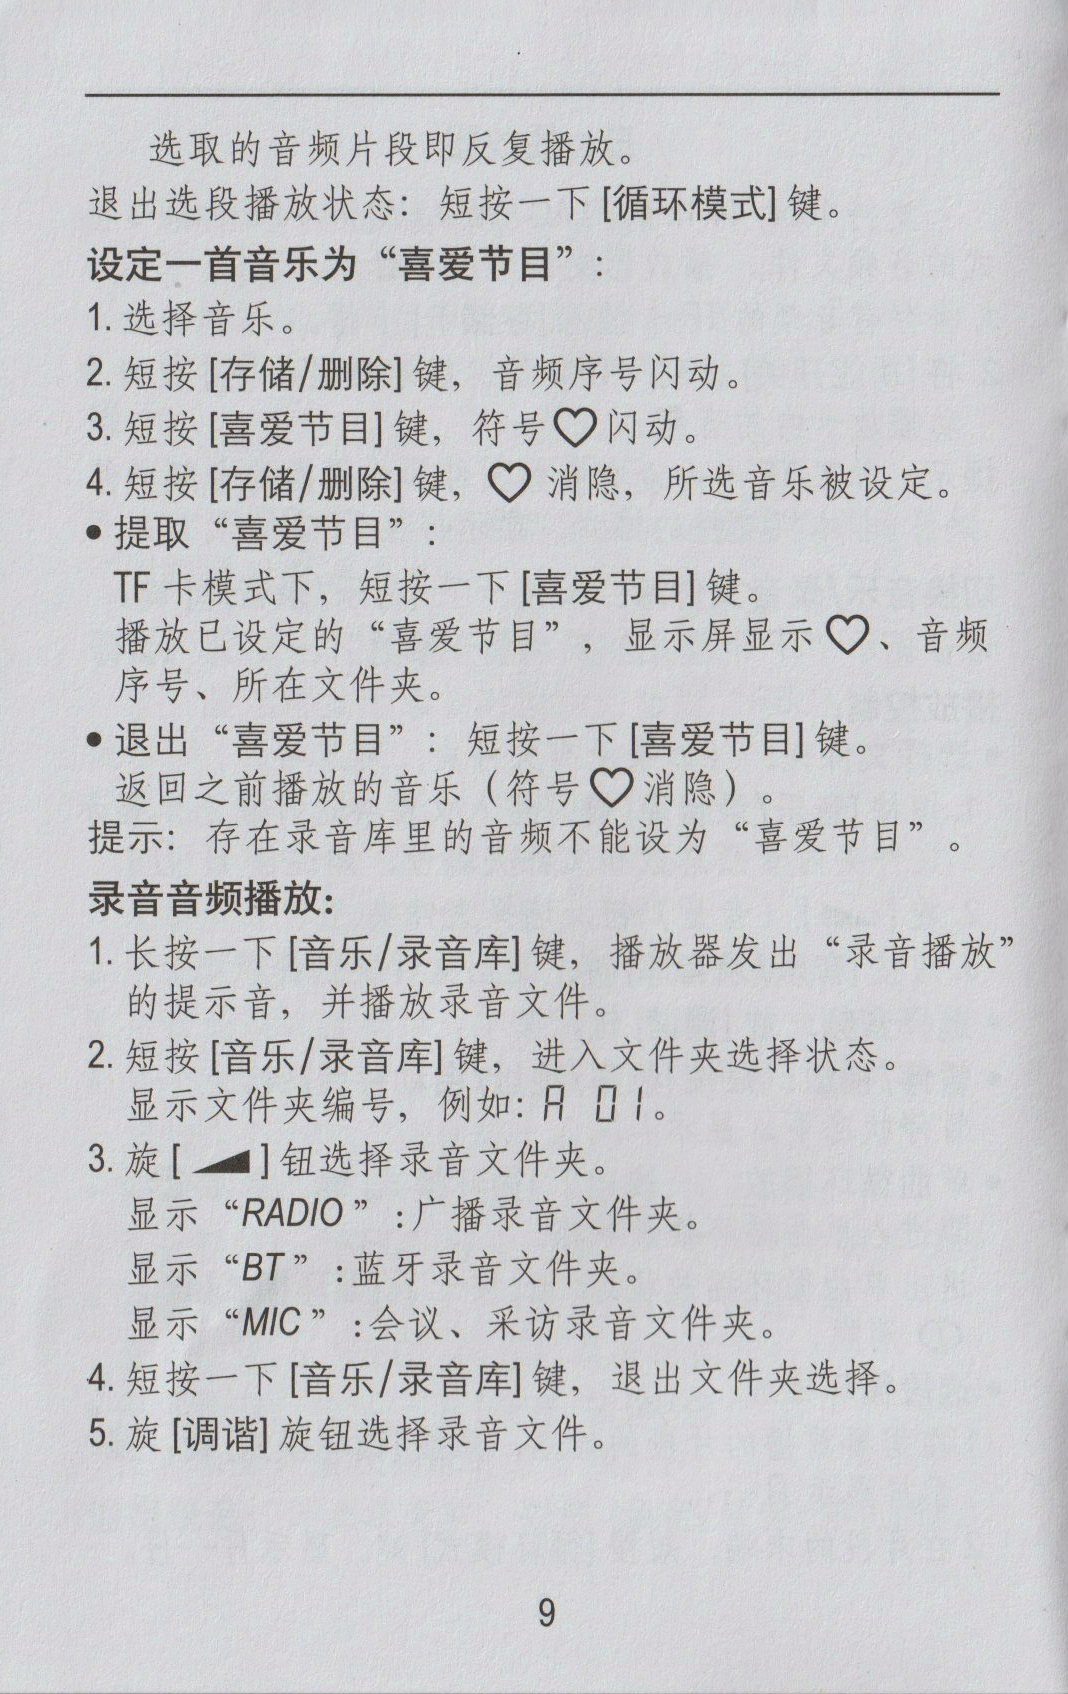 选取的音频片段即反复播放。
退出选段播放状态：短按一下 [循环模式] 键。
设定一首音乐为“喜爱节目”：
1. 选择音乐。
2. 短按 [存储/删除] 键，音频序号闪动。
3. 短按 [喜爱节目] 键，符号♡闪动。
4. 短按 [存储/删除] 键，♡ 消隐，所选音乐被设定。
● 提取“喜爱节目”：
TF 卡模式下，短按一下 [喜爱节目] 键。
播放已设定的“喜爱节目”，显示屏显示♡、音频
序号、所在文件夹。
● 退出“喜爱节目”：短按一下 [喜爱节目] 键。
返回之前播放的音乐（符号♡消隐）。
提示：存在录音库里的音频不能设为“喜爱节目”。
录音音频播放：
1. 长按一下 [音乐/录音库] 键，播放器发出“录音播放”
的提示音，并播放录音文件。
2. 短按 [音乐/录音库] 键，进入文件夹选择状态。
显示文件夹编号，例如：A 01。
3. 旋 [◢] 钮选择录音文件夹。
显示“RADIO”:广播录音文件夹。
显示“BT”:蓝牙录音文件夹。
显示“MIC”:会议、采访录音文件夹。
4. 短按一下 [音乐/录音库] 键，退出文件夹选择。
5. 旋 [调谐] 旋钮选择录音文件。
9